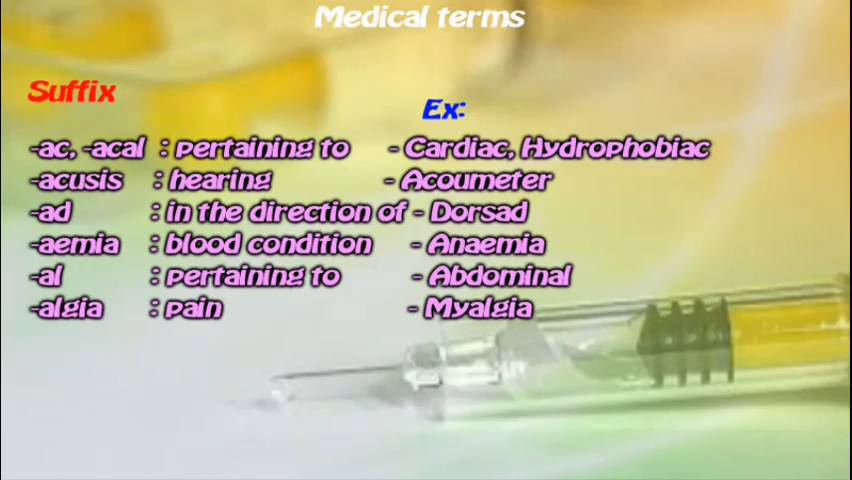 Medical terms
Suffix
Ex:
-ac, -acal : pertaining to - Cardiac, Hydrophobiac
-acusis : hearing - Acoumeter
-ad : in the direction of - Dorsad
-aemia : blood condition - Anaemia
-al : pertaining to - Abdominal
-algia : pain - Myalgia